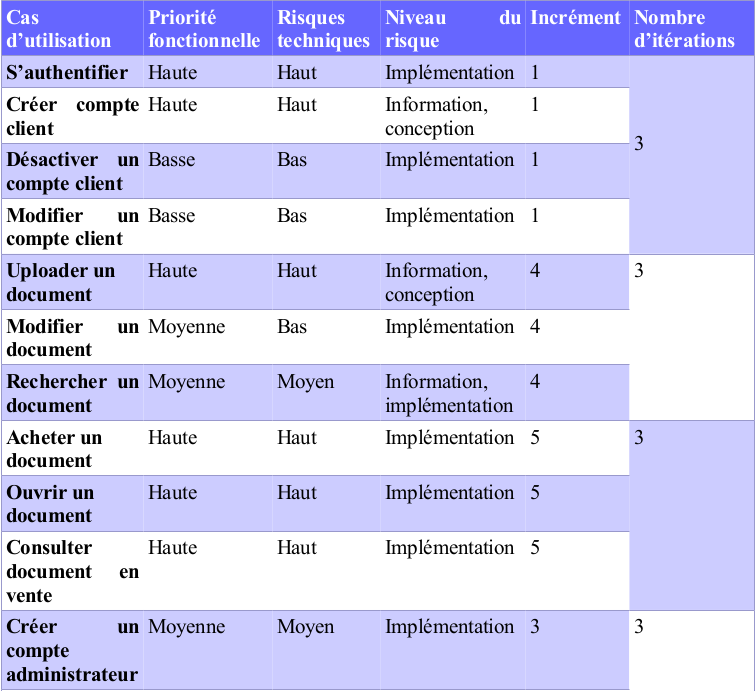 Cas d’utilisation Priorité fonctionnelle Risques techniques Niveau du risque Incrément Nombre d’itérations
S’authentifier Haute Haut Implémentation 1 3
Créer compte client Haute Haut Information, conception 1
Désactiver un compte client Basse Bas Implémentation 1
Modifier un compte client Basse Bas Implémentation 1
Uploader un document Haute Haut Information, conception 4 3
Modifier un document Moyenne Bas Implémentation 4
Rechercher un document Moyenne Moyen Information, implémentation 4
Acheter un document Haute Haut Implémentation 5 3
Ouvrir un document Haute Haut Implémentation 5
Consulter document en vente Haute Haut Implémentation 5
Créer un compte administrateur Moyenne Moyen Implémentation 3 3